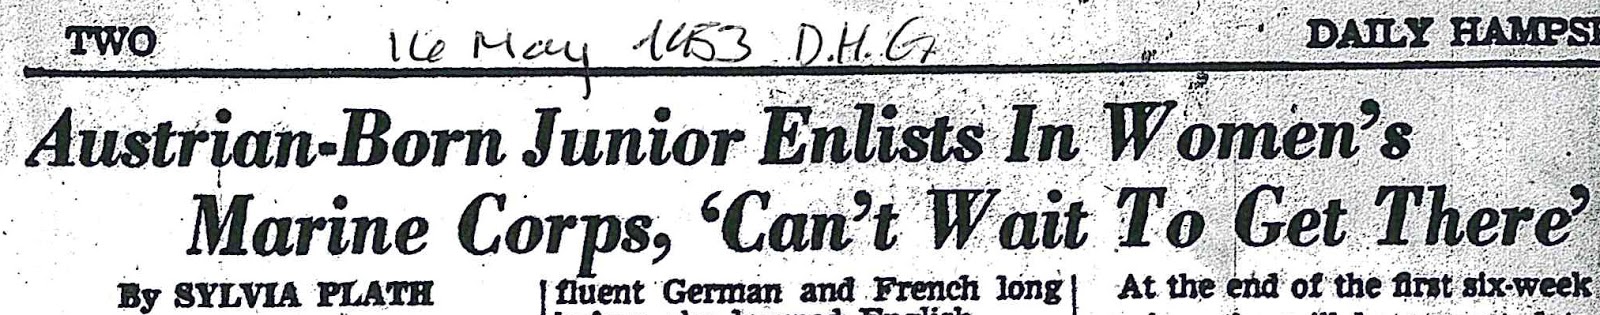 TWO
16 May 1953 D.H.G.
DAILY HAMPSI
Austrian-Born Junior Enlists In Women's
Marine Corps, 'Can't Wait To Get There'
By SYLVIA PLATH
fluent German and French long
At the end of the first six-week